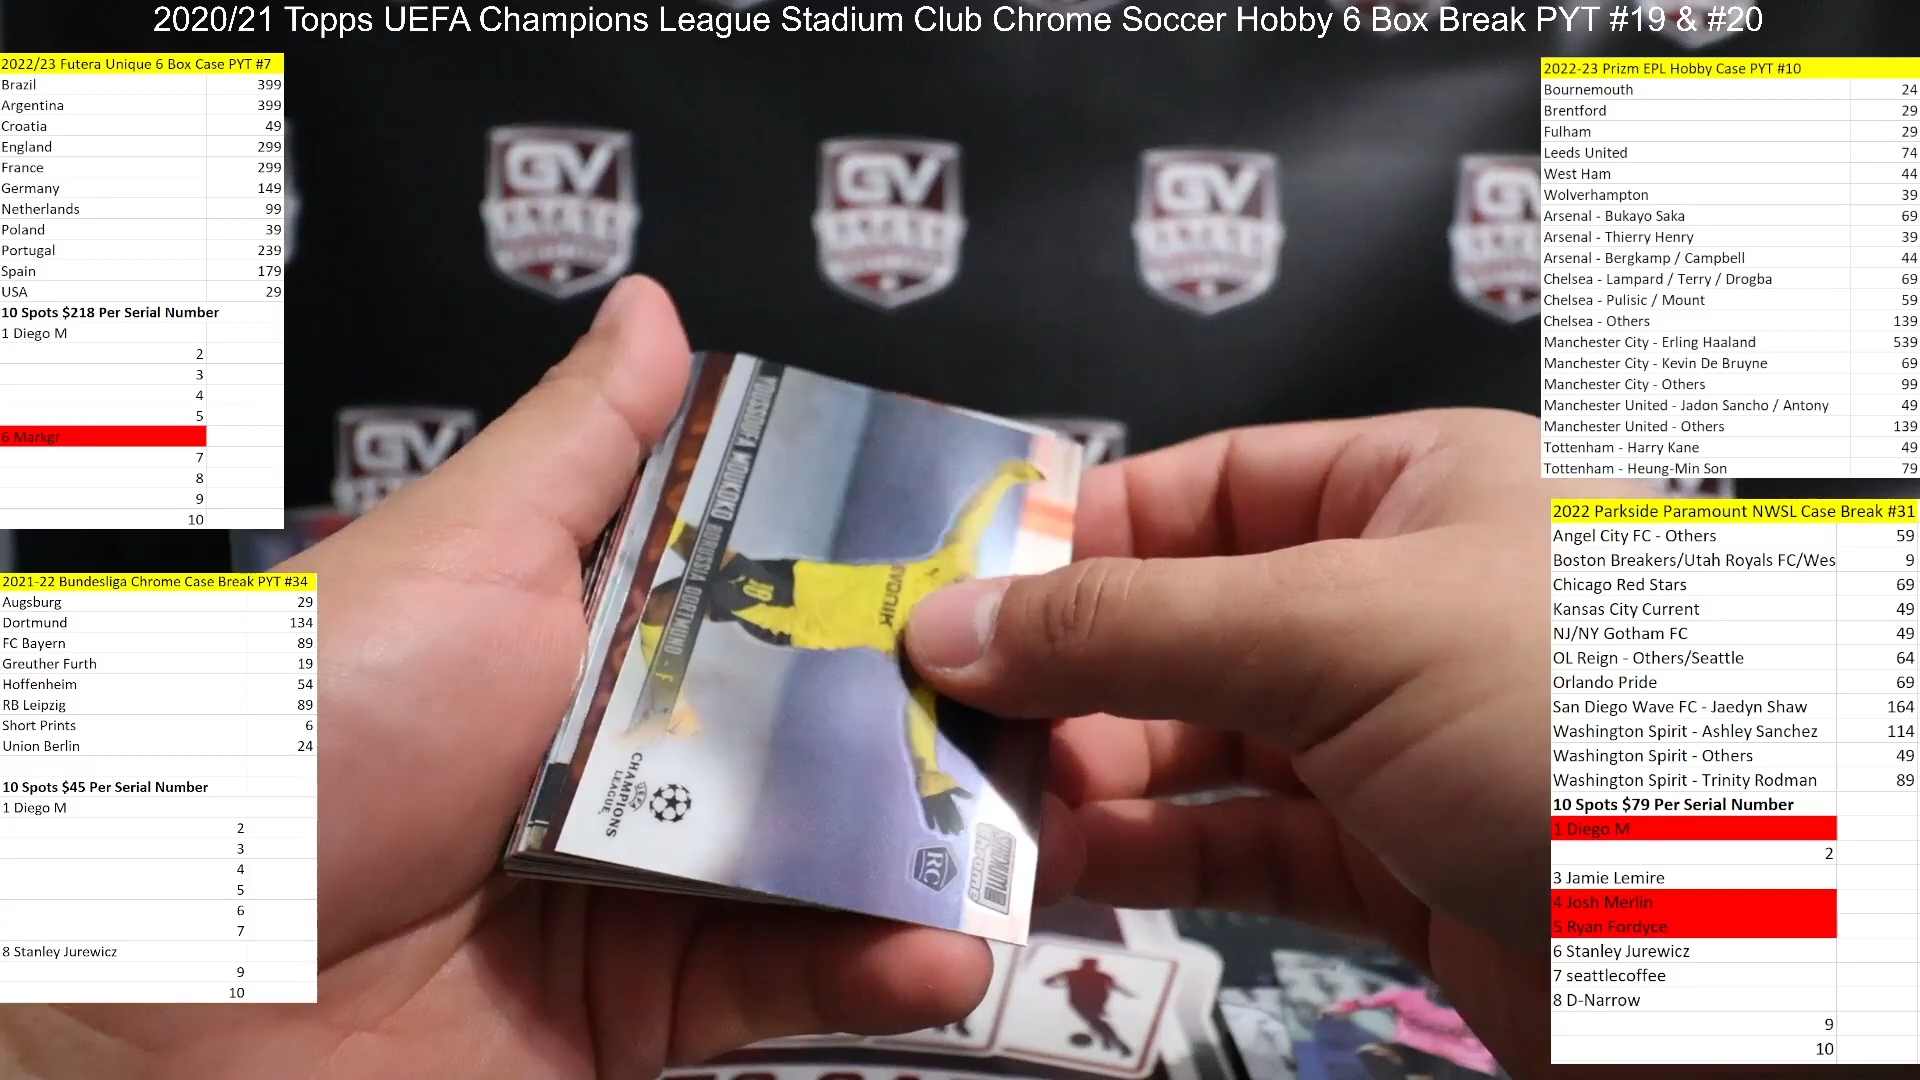 2020/21 Topps UEFA Champions League Stadium Club Chrome Soccer Hobby 6 Box Break PYT #19 & #20
2022/23 Futera Unique 6 Box Case PYT #7
Brazil 399
Argentina 399
Croatia 49
England 299
France 299
Germany 149
Netherlands 99
Poland 39
Portugal 239
Spain 179
USA 29
10 Spots $218 Per Serial Number
1 Diego M
2
3
4
5
6 Markgr
7
8
9
10
2021-22 Bundesliga Chrome Case Break PYT #34
Augsburg 29
Dortmund 134
FC Bayern 89
Greuther Furth 19
Hoffenheim 54
RB Leipzig 89
Short Prints 6
Union Berlin 24
10 Spots $45 Per Serial Number
1 Diego M
2
3
4
5
6
7
8 Stanley Jurewicz
9
10
GV
GV
GV
GV
YOUSSOUFA MOUKOKO
BORUSSIA DORTMUND - F
18
EVONIK
UEFA
CHAMPIONS
LEAGUE
RC
STADIUM
chrome
2022-23 Prizm EPL Hobby Case PYT #10
Bournemouth 24
Brentford 29
Fulham 29
Leeds United 74
West Ham 44
Wolverhampton 39
Arsenal - Bukayo Saka 69
Arsenal - Thierry Henry 39
Arsenal - Bergkamp / Campbell 44
Chelsea - Lampard / Terry / Drogba 69
Chelsea - Pulisic / Mount 59
Chelsea - Others 139
Manchester City - Erling Haaland 539
Manchester City - Kevin De Bruyne 69
Manchester City - Others 99
Manchester United - Jadon Sancho / Antony 49
Manchester United - Others 139
Tottenham - Harry Kane 49
Tottenham - Heung-Min Son 79
2022 Parkside Paramount NWSL Case Break #31
Angel City FC - Others 59
Boston Breakers/Utah Royals FC/Wes 9
Chicago Red Stars 69
Kansas City Current 49
NJ/NY Gotham FC 49
OL Reign - Others/Seattle 64
Orlando Pride 69
San Diego Wave FC - Jaedyn Shaw 164
Washington Spirit - Ashley Sanchez 114
Washington Spirit - Others 49
Washington Spirit - Trinity Rodman 89
10 Spots $79 Per Serial Number
1 Diego M
2
3 Jamie Lemire
4 Josh Merlin
5 Ryan Fordyce
6 Stanley Jurewicz
7 seattlecoffee
8 D-Narrow
9
10